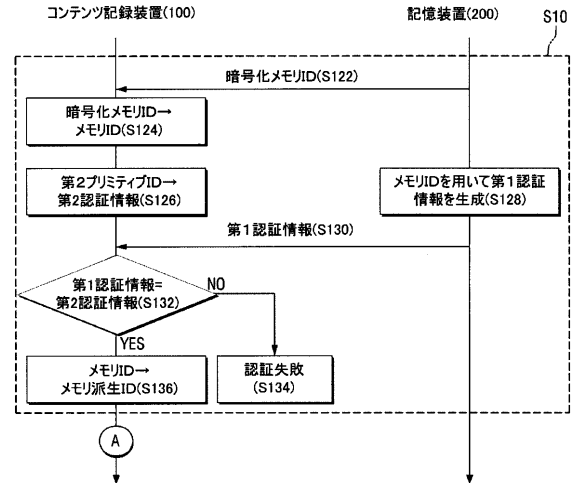 コンテンツ記録装置(100)
記憶装置(200)
S10
暗号化メモリID(S122)
暗号化メモリID→
メモリID(S124)
第2プリミティブID→
第2認証情報(S126)
メモリIDを用いて第1認証
情報を生成(S128)
第1認証情報(S130)
第1認証情報=
第2認証情報(S132)
NO
YES
メモリID→
メモリ派生ID(S136)
認証失敗
(S134)
A